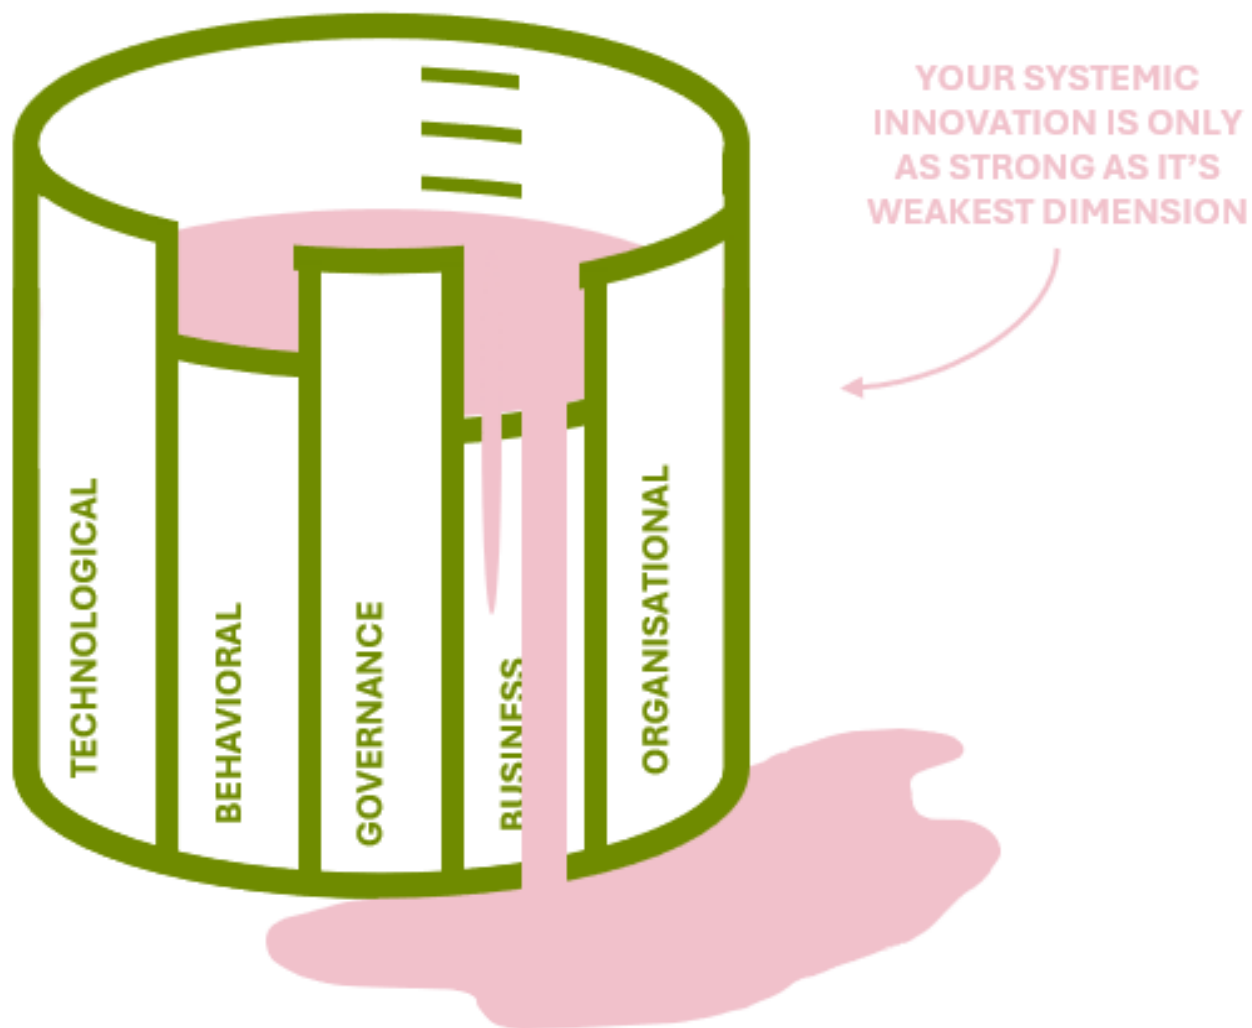 YOUR SYSTEMIC
INNOVATION IS ONLY
AS STRONG AS IT'S
WEAKEST DIMENSION
TECHNOLOGICAL
BEHAVIORAL
GOVERNANCE
BUSINESS
ORGANISATIONAL